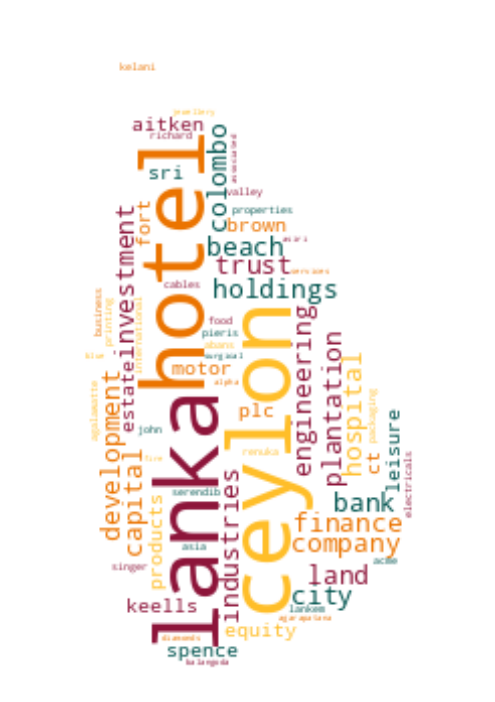 kelani
jewellery
aitken
richard
associated
colombo
sri
hotel
valley
fort
properties
investment
brown
beach
asiri
trust
services
cables
holdings
business
printing
international
ceylon
food
engineering
pieris
abans
surgical
blue
estate
motor
plantation
hospital
alpha
agalawatte
development
lanka
plc
packaging
leisure
john
capital
renuka
ct
fire
electricals
products
serendib
industries
bank
finance
asia
company
acme
singer
land
city
keells
lankem
agarapatana
equity
diamonds
spence
balangoda